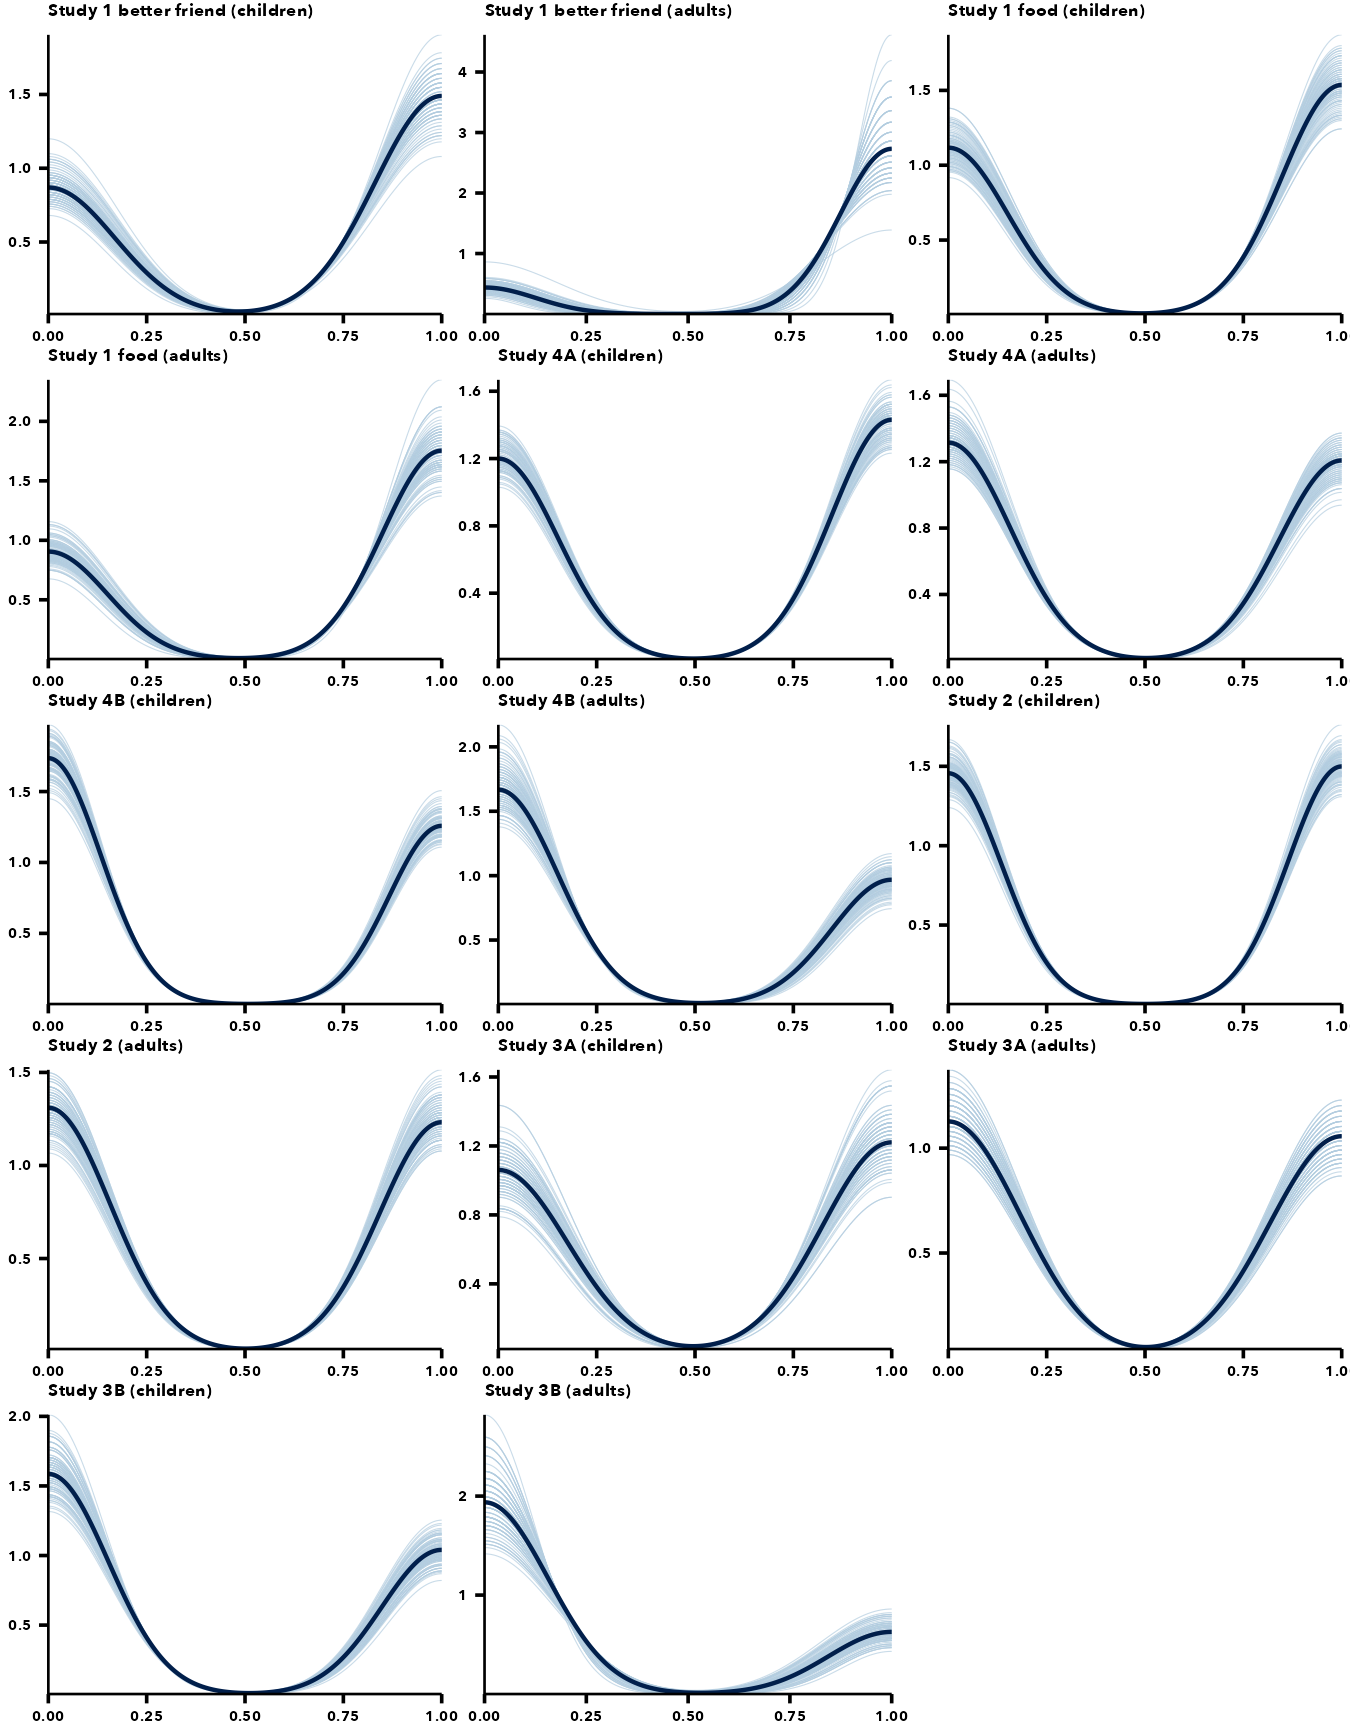 Study 1 better friend (children)
Study 1 better friend (adults)
Study 1 food (children)
1.5
1.0
0.5
0.00 0.25 0.50 0.75 1.00
4
3
2
1
0.00 0.25 0.50 0.75 1.00
1.5
1.0
0.5
0.00 0.25 0.50 0.75 1.0
Study 1 food (adults)
Study 4A (children)
Study 4A (adults)
2.0
1.5
1.0
0.5
0.00 0.25 0.50 0.75 1.00
1.6
1.2
0.8
0.4
0.00 0.25 0.50 0.75 1.00
1.6
1.2
0.8
0.4
0.00 0.25 0.50 0.75 1.0
Study 4B (children)
Study 4B (adults)
Study 2 (children)
1.5
1.0
0.5
0.00 0.25 0.50 0.75 1.00
2.0
1.5
1.0
0.5
0.00 0.25 0.50 0.75 1.00
1.5
1.0
0.5
0.00 0.25 0.50 0.75 1.0
Study 2 (adults)
Study 3A (children)
Study 3A (adults)
1.5
1.0
0.5
0.00 0.25 0.50 0.75 1.00
1.6
1.2
0.8
0.4
0.00 0.25 0.50 0.75 1.00
1.0
0.5
0.00 0.25 0.50 0.75 1.0
Study 3B (children)
Study 3B (adults)
2.0
1.5
1.0
0.5
0.00 0.25 0.50 0.75 1.00
2
1
0.00 0.25 0.50 0.75 1.00